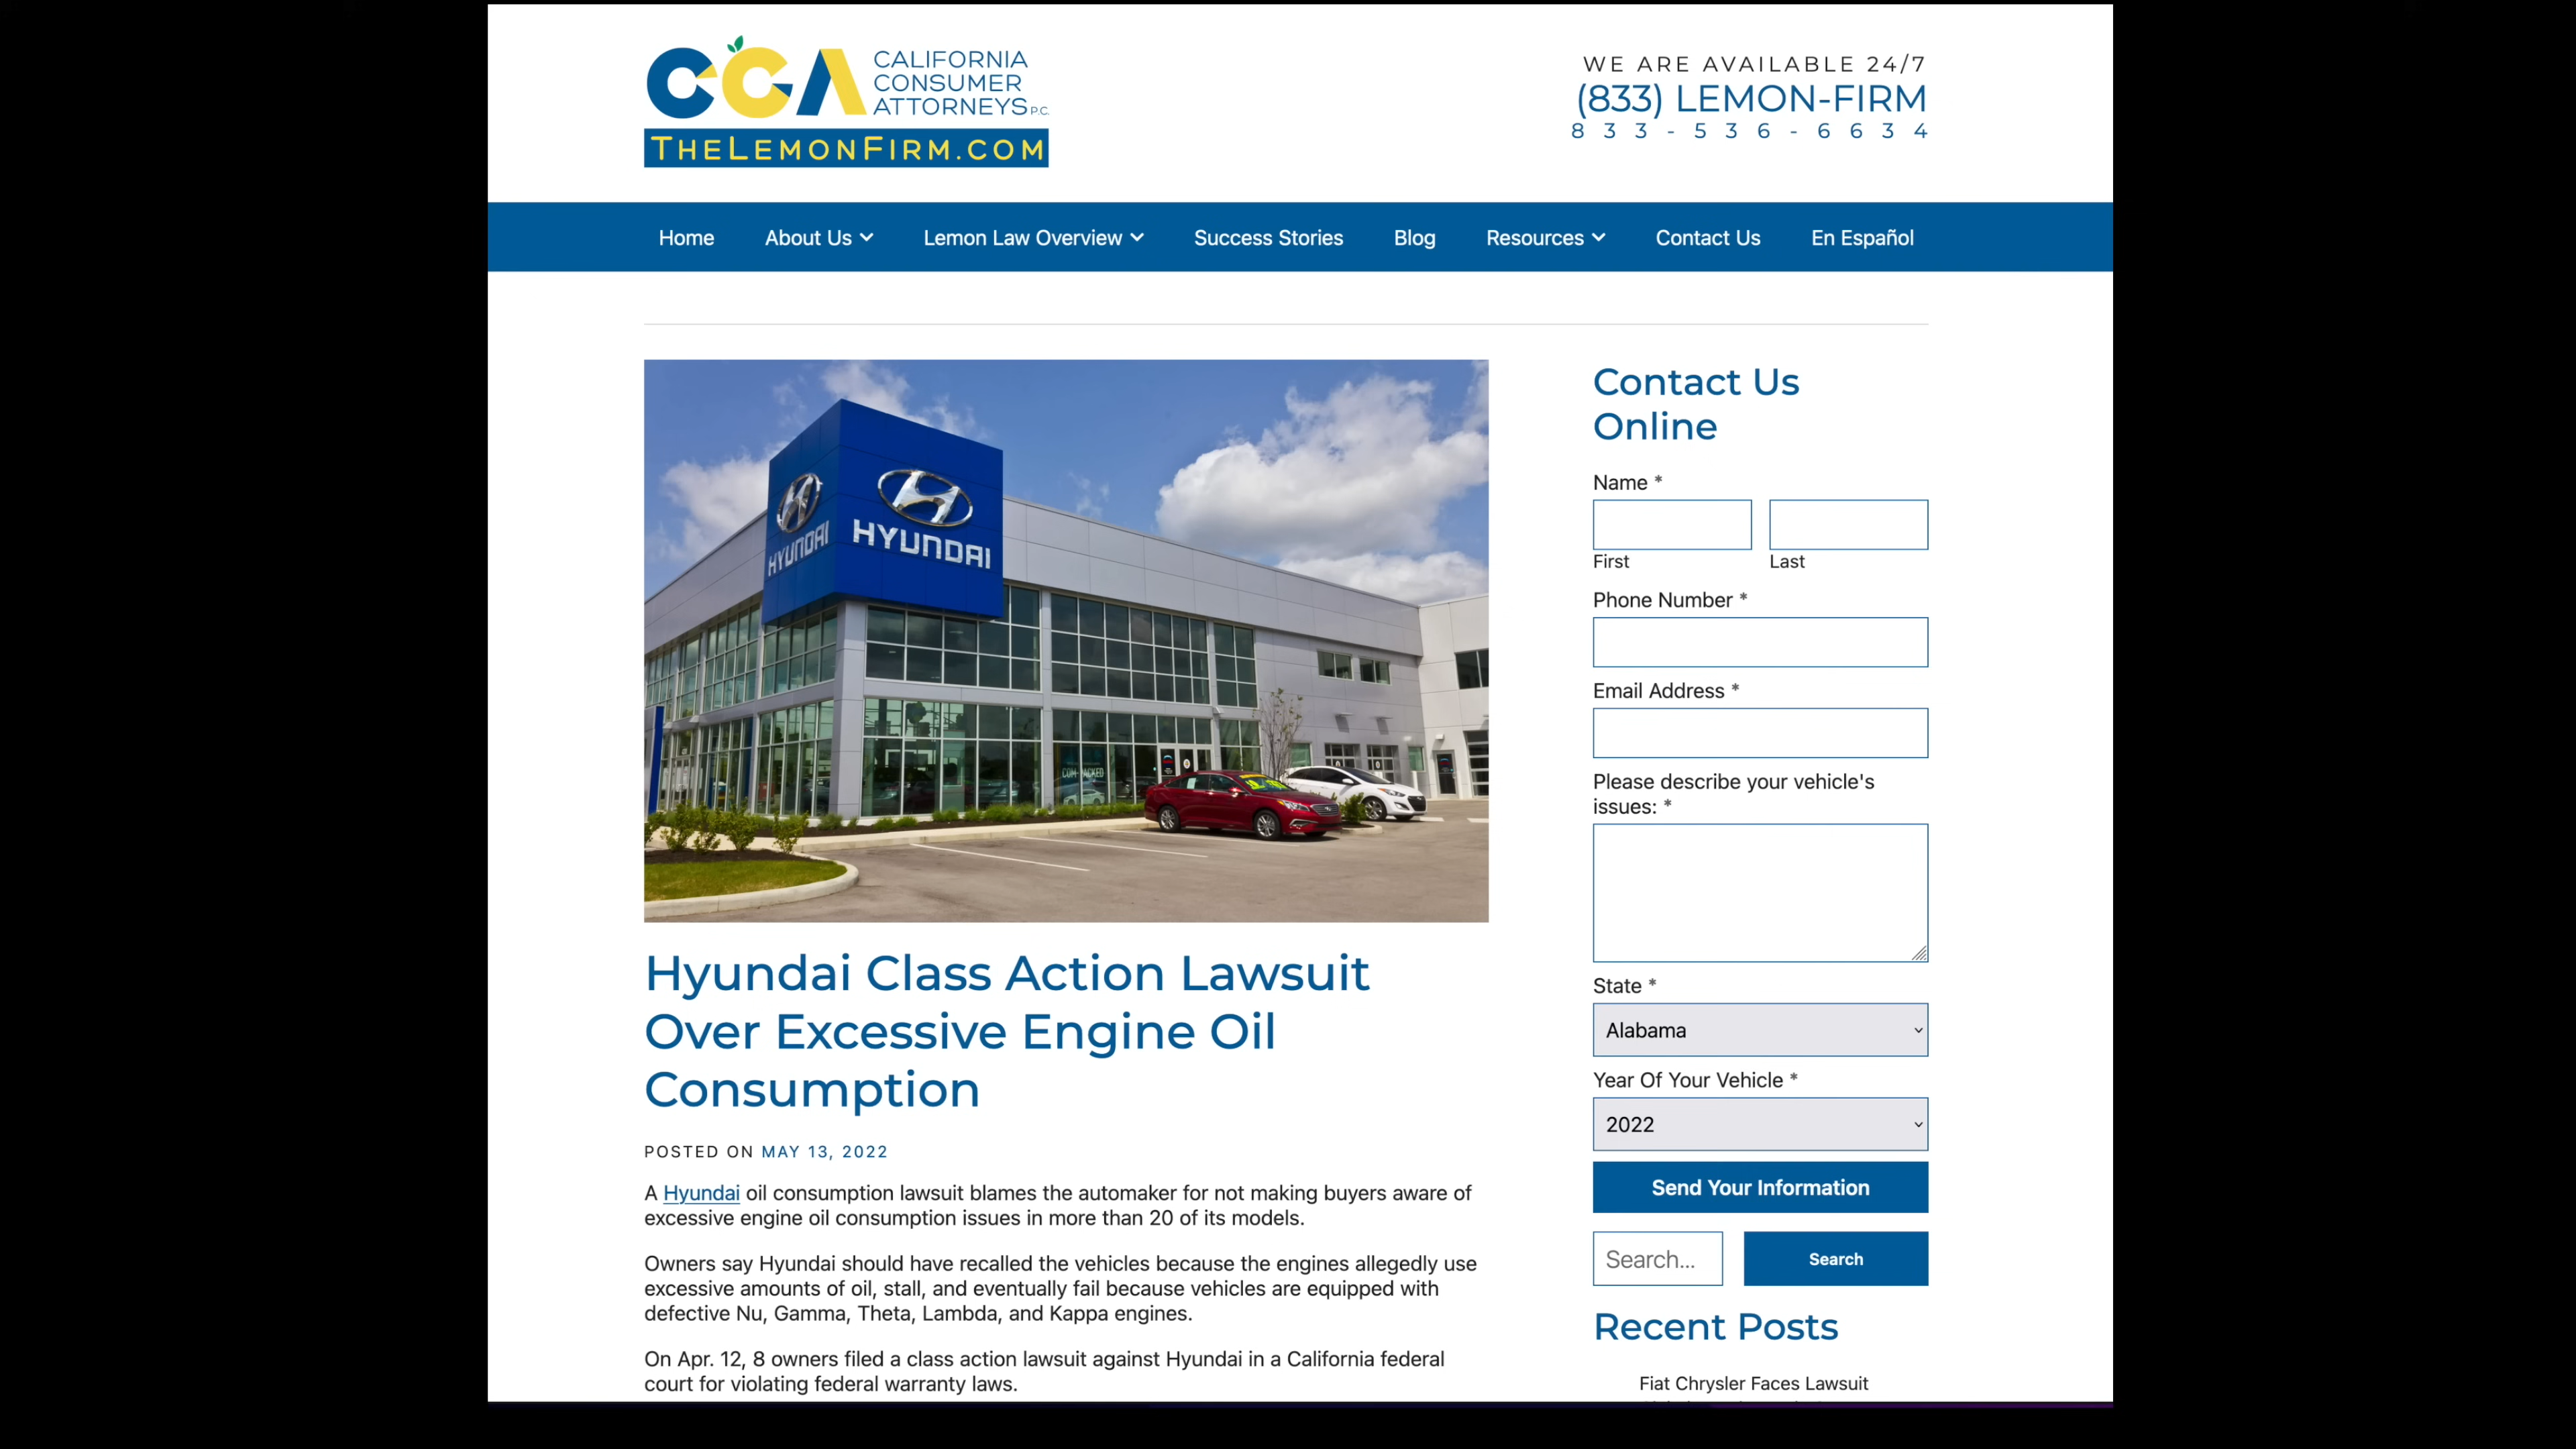 CCA CALIFORNIA
CONSUMER
ATTORNEYS P.C.
THELEMONFIRM.COM
WE ARE AVAILABLE 24/7
(833) LEMON-FIRM
833-536-6634
Home About Us Lemon Law Overview Success Stories Blog Resources Contact Us En Español
HYUNDAI
HYUNDAI
Hyundai Class Action Lawsuit
Over Excessive Engine Oil
Consumption
POSTED ON MAY 13, 2022
A Hyundai oil consumption lawsuit blames the automaker for not making buyers aware of
excessive engine oil consumption issues in more than 20 of its models.
Owners say Hyundai should have recalled the vehicles because the engines allegedly use
excessive amounts of oil, stall, and eventually fail because vehicles are equipped with
defective Nu, Gamma, Theta, Lambda, and Kappa engines.
On Apr. 12, 8 owners filed a class action lawsuit against Hyundai in a California federal
court for violating federal warranty laws.
Contact Us
Online
Name *
First Last
Phone Number *
Email Address *
Please describe your vehicle's
issues: *
State *
Alabama
Year Of Your Vehicle *
2022
Send Your Information
Search... Search
Recent Posts
Fiat Chrysler Faces Lawsuit